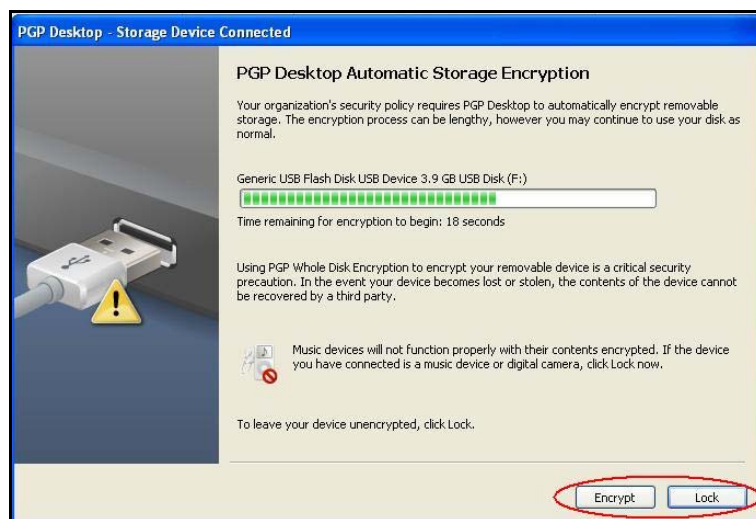 PGP Desktop - Storage Device Connected
PGP Desktop Automatic Storage Encryption
Your organization's security policy requires PGP Desktop to automatically encrypt removable
storage. The encryption process can be lengthy, however you may continue to use your disk as
normal.
Generic USB Flash Disk USB Device 3.9 GB USB Disk (F:)
Time remaining for encryption to begin: 18 seconds
Using PGP Whole Disk Encryption to encrypt your removable device is a critical security
precaution. In the event your device becomes lost or stolen, the contents of the device cannot
be recovered by a third party.
Music devices will not function properly with their contents encrypted. If the device
you have connected is a music device or digital camera, click Lock now.
To leave your device unencrypted, click Lock.
Encrypt
Lock